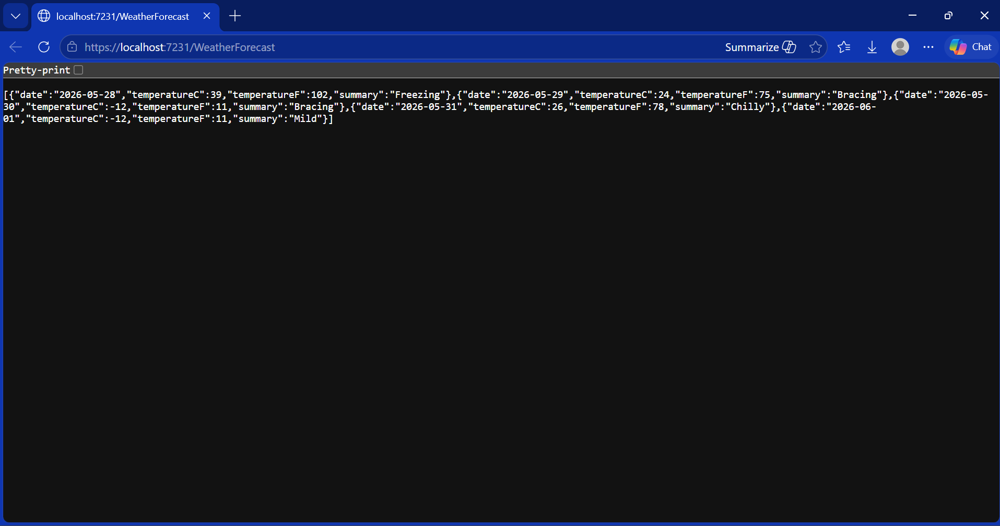 localhost:7231/WeatherForecast
https://localhost:7231/WeatherForecast
Summarize
Chat
Pretty-print
[{"date":"2026-05-28","temperatureC":39,"temperatureF":102,"summary":"Freezing"},{"date":"2026-05-29","temperatureC":24,"temperatureF":75,"summary":"Bracing"},{"date":"2026-05-
30","temperatureC":-12,"temperatureF":11,"summary":"Bracing"},{"date":"2026-05-31","temperatureC":26,"temperatureF":78,"summary":"Chilly"},{"date":"2026-06-
01","temperatureC":-12,"temperatureF":11,"summary":"Mild"}]